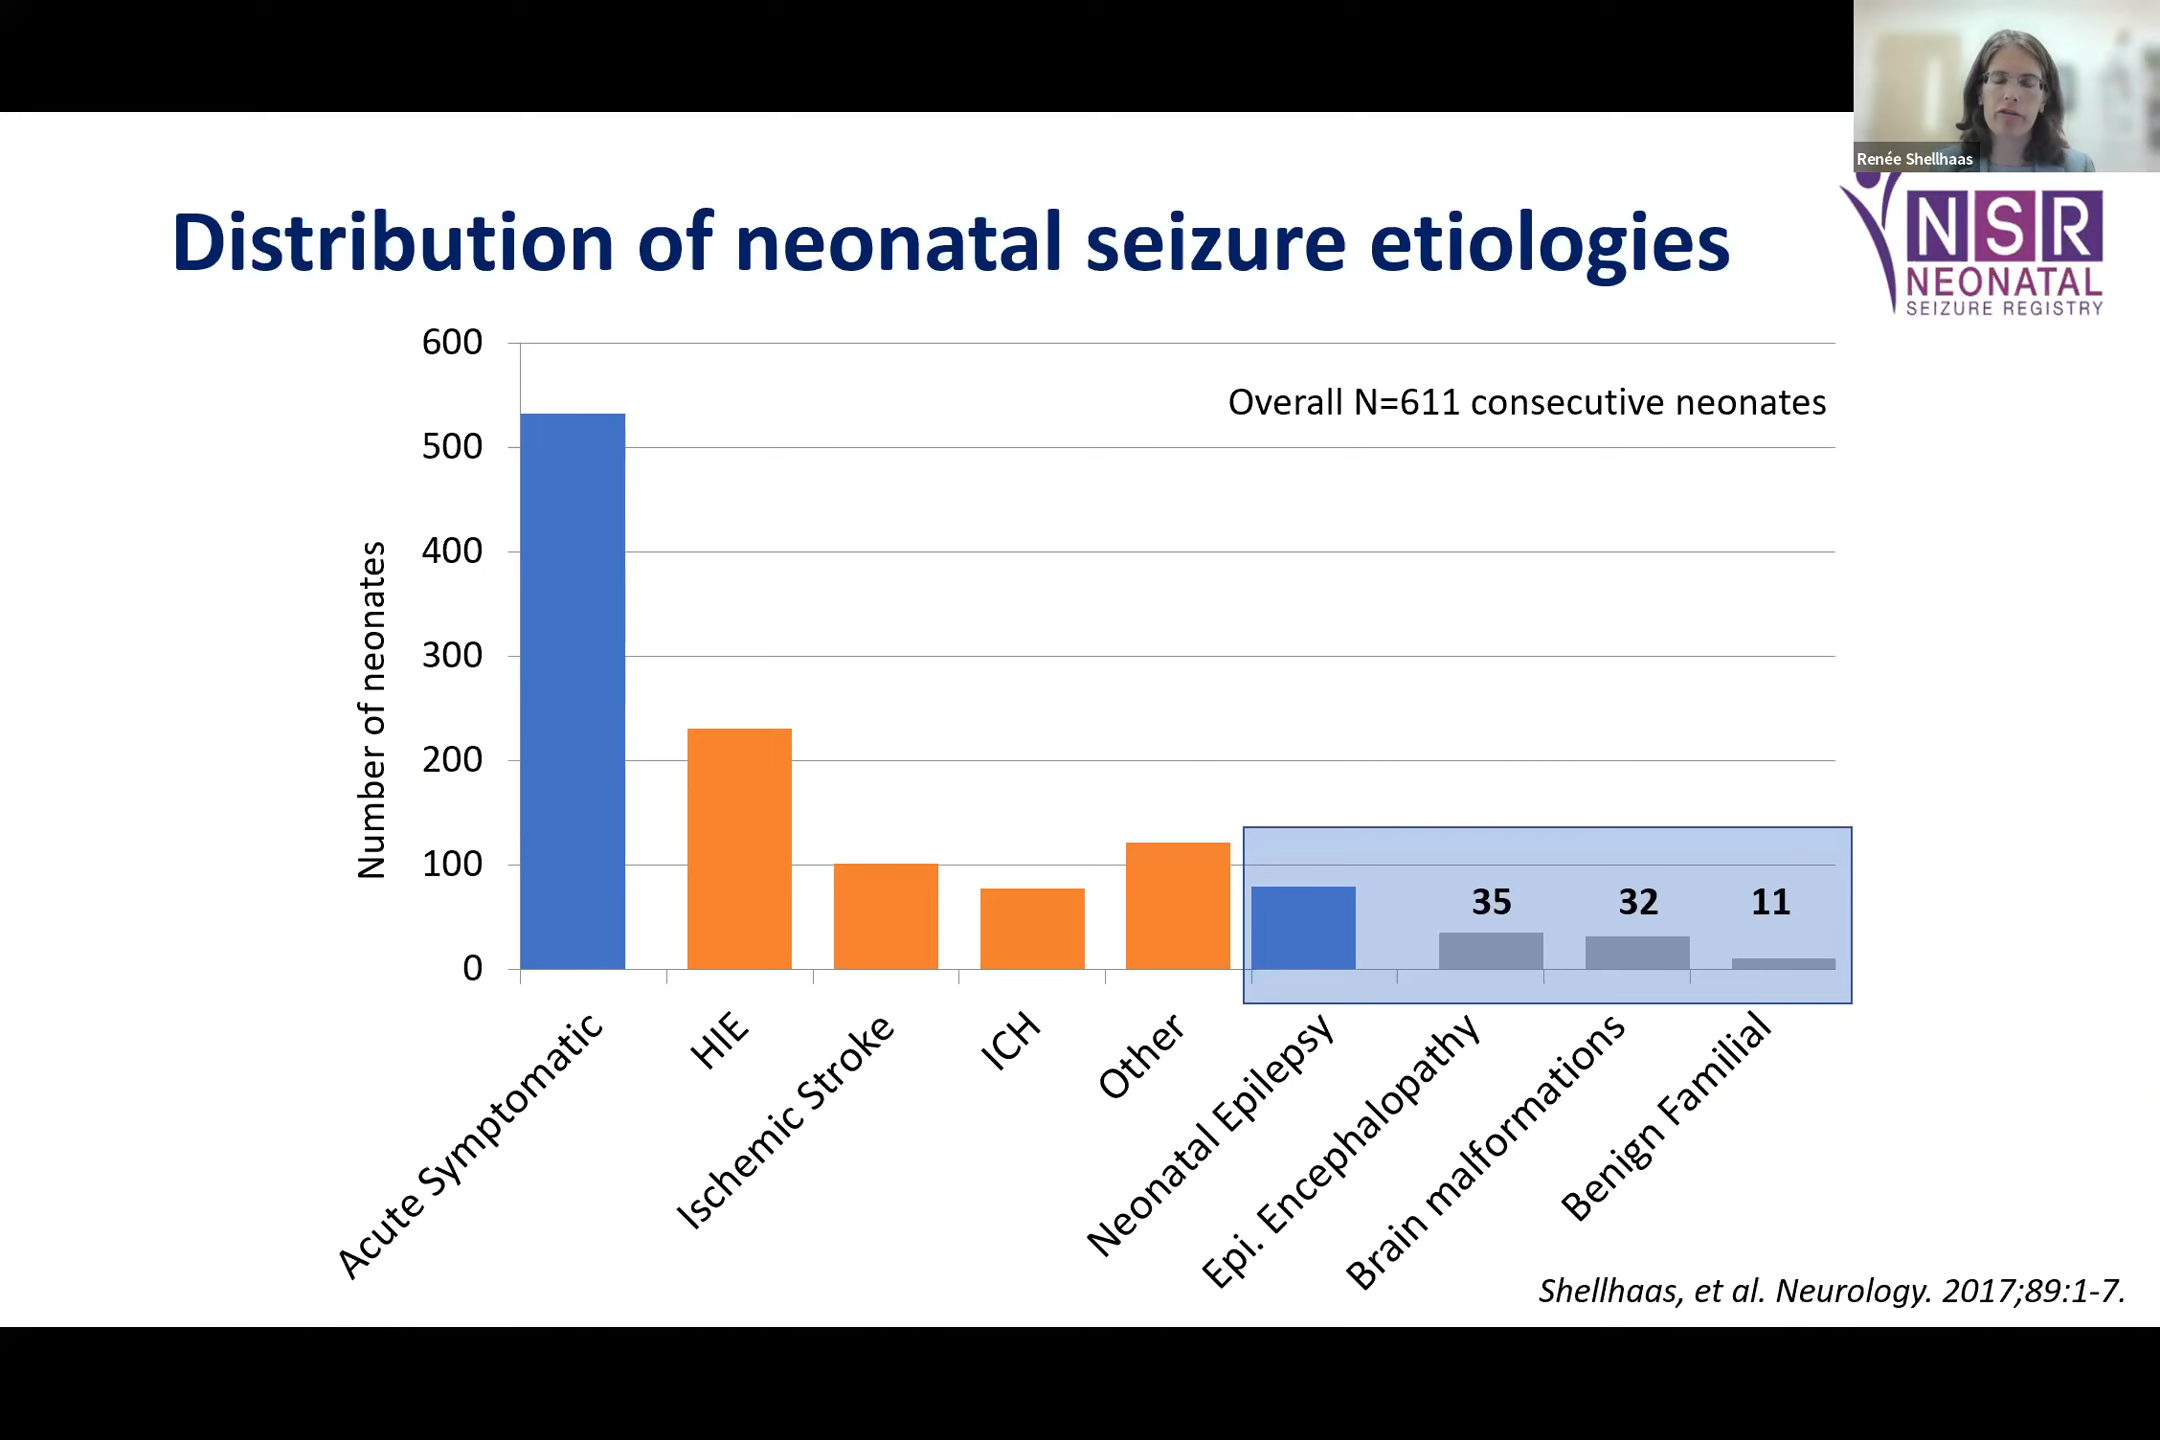 Renée Shellhaas
Distribution of neonatal seizure etiologies
NSR
NEONATAL
SEIZURE REGISTRY
Overall N=611 consecutive neonates
Number of neonates
600
500
400
300
200
100
0
35
32
11
Acute Symptomatic
HIE
Ischemic Stroke
ICH
Other
Neonatal Epilepsy
Epi. Encephalopathy
Brain malformations
Benign Familial
Shellhaas, et al. Neurology. 2017;89:1-7.